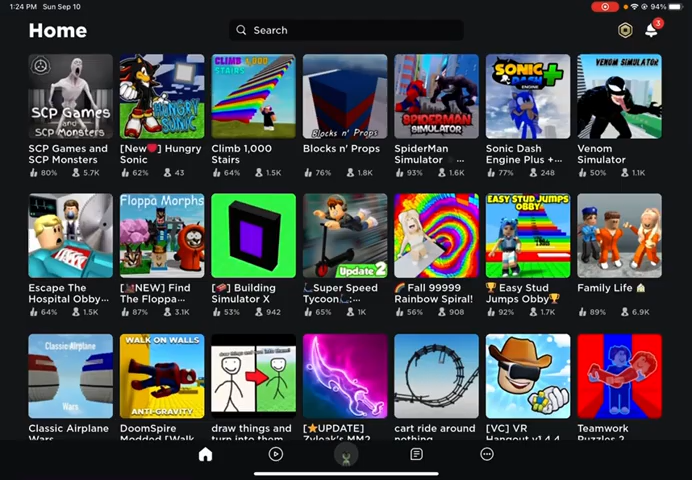 1:24 PM Sun Sep 10
94%
Home
Search
3
SCP Games
and
SCP Monsters
HUNGRY
SONIC
CLIMB 1,000
STAIRS
Blocks n' Props
SPIDERMAN
SIMULATOR
SONIC
DASH
ENGINE
VENOM SIMULATOR
SCP Games and
SCP Monsters
[New❤️] Hungry
Sonic
Climb 1,000
Stairs
Blocks n' Props
SpiderMan
Simulator
Sonic Dash
Engine Plus +...
Venom
Simulator
80% 5.7K
62% 43
64% 1.5K
76% 1.8K
93% 1.6K
77% 248
50% 1.1K
Floppa Morphs
Update 2
EASY STUD JUMPS
OBBY
Escape The
Hospital Obby...
NEW] Find
The Floppa...
Building
Simulator X
Super Speed
Tycoon
🌈 Fall 99999
Rainbow Spiral!
🏆 Easy Stud
Jumps Obby🏆
Family Life
64% 1.5K
87% 3.1K
53% 942
65% 1K
56% 908
92% 1.7K
89% 6.9K
Classic Airplane
Wars
WALK ON WALLS
ANTI-GRAVITY
Classic Airplane
Wars
DoomSpire
Modded [Walk
draw things and
turn into them
[⭐UPDATE]
Zyleak's MM2
cart ride around
nothing
[VC] VR
Hangout v1.4.4
Teamwork
Puzzles 2